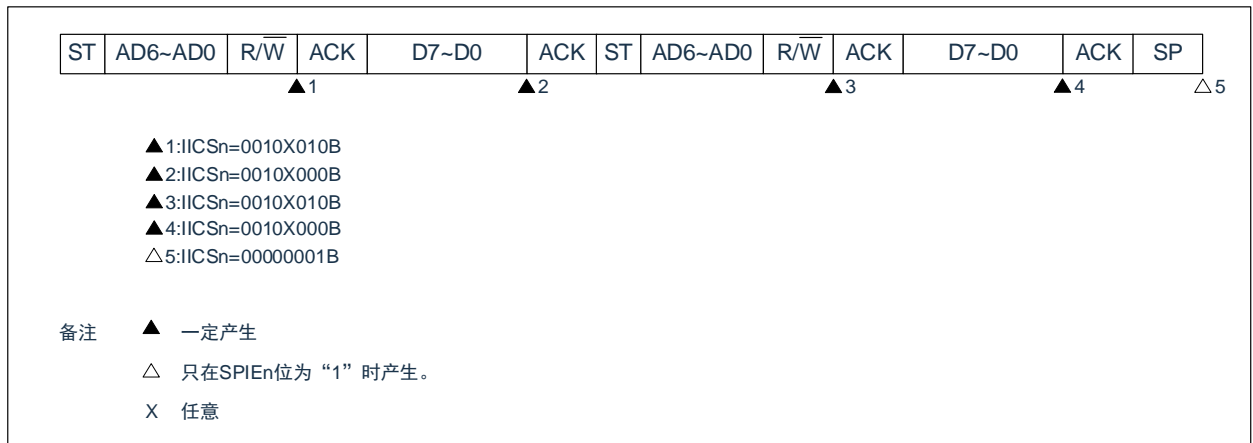 ST AD6~AD0 R/W̅ ACK D7~D0 ACK ST AD6~AD0 R/W̅ ACK D7~D0 ACK SP
▲1 ▲2 ▲3 ▲4 △5
▲1:IICSn=0010X010B
▲2:IICSn=0010X000B
▲3:IICSn=0010X010B
▲4:IICSn=0010X000B
△5:IICSn=00000001B
备注 ▲ 一定产生
△ 只在SPIEn位为“1”时产生。
X 任意